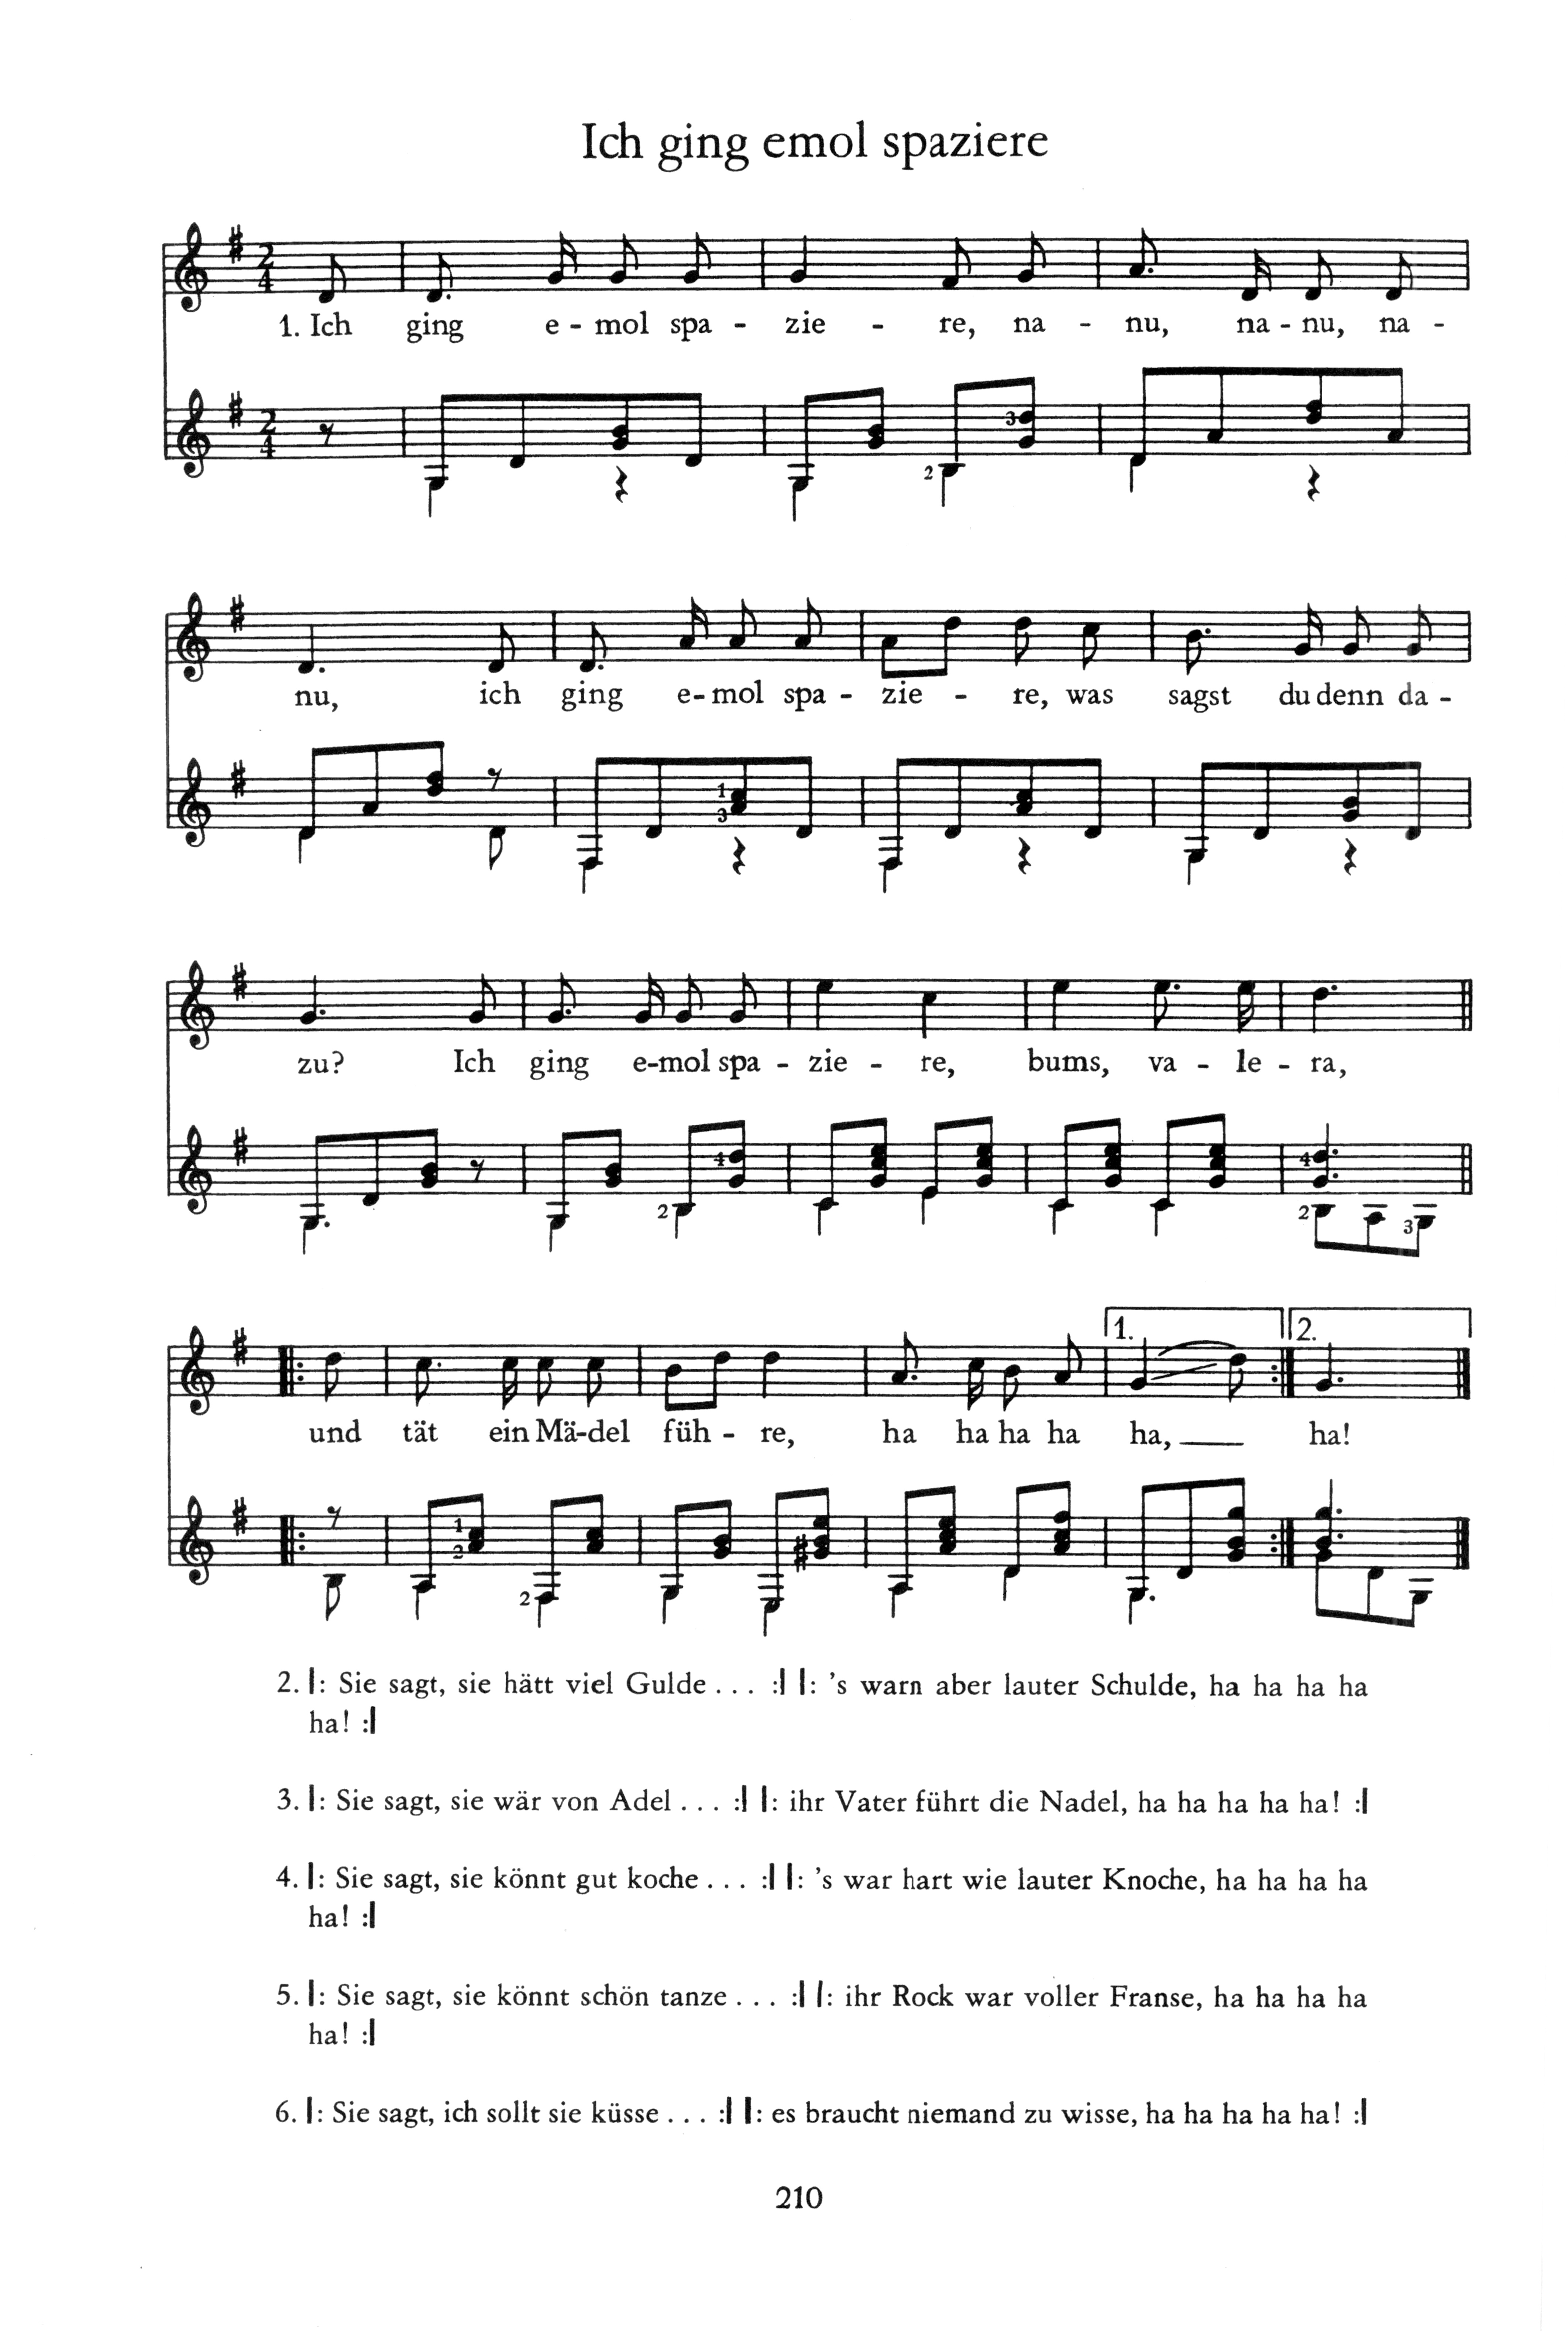 Ich ging emol spaziere
1. Ich ging e - mol spa - zie - re, na - nu, na - nu, na -
nu, ich ging e - mol spa - zie - re, was sagst du denn da -
zu? Ich ging e-mol spa - zie - re, bums, va - le - ra,
1. 2.
und tät ein Mä-del füh - re, ha ha ha ha ha, ha!
2. |: Sie sagt, sie hätt viel Gulde . . . :| |: 's warn aber lauter Schulde, ha ha ha ha
ha! :|
3. |: Sie sagt, sie wär von Adel . . . :| |: ihr Vater führt die Nadel, ha ha ha ha ha! :|
4. |: Sie sagt, sie könnt gut koche . . . :| |: 's war hart wie lauter Knoche, ha ha ha ha
ha! :|
5. |: Sie sagt, sie könnt schön tanze . . . :| |: ihr Rock war voller Franse, ha ha ha ha
ha! :|
6. |: Sie sagt, ich sollt sie küsse . . . :| |: es braucht niemand zu wisse, ha ha ha ha ha! :|
210